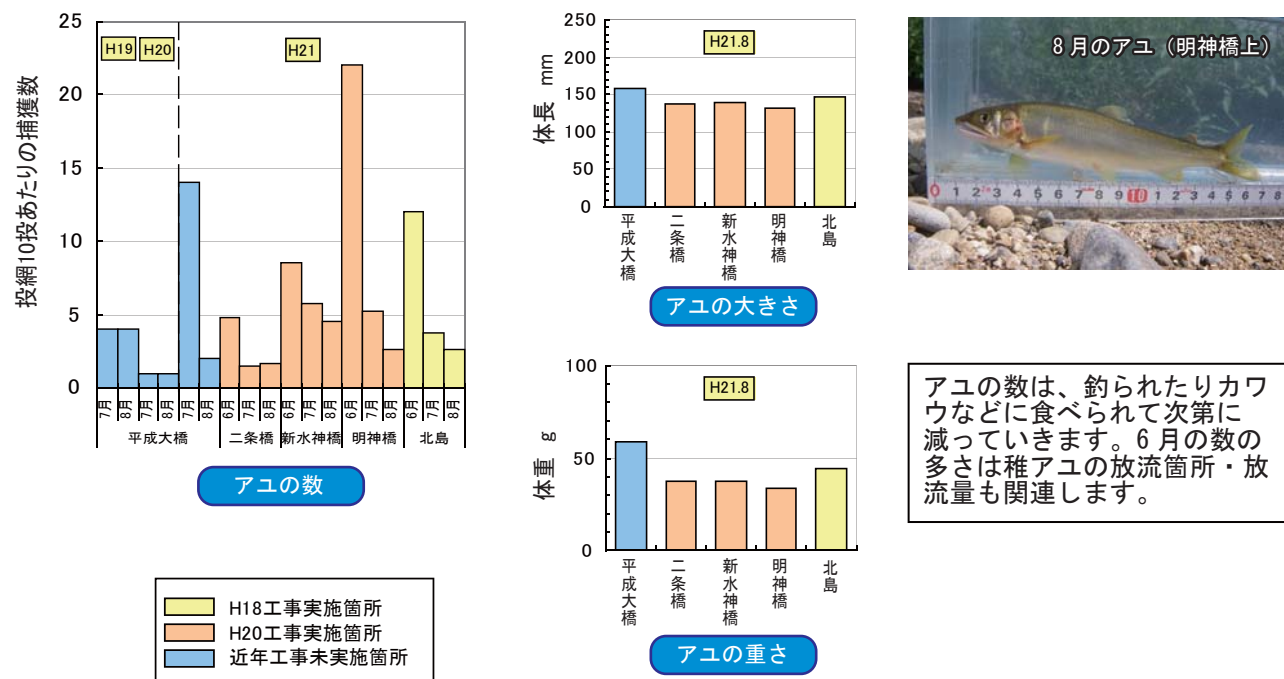 投網10投あたりの捕獲数
25
20
15
10
5
0
H19
H20
H21
7月
8月
7月
8月
7月
8月
6月
7月
8月
6月
7月
8月
6月
7月
8月
6月
7月
8月
平成大橋
二条橋
新水神橋
明神橋
北島
アユの数
H18工事実施箇所
H20工事実施箇所
近年工事未実施箇所
体長 mm
250
200
150
100
50
0
H21.8
平成大橋
二条橋
新水神橋
明神橋
北島
アユの大きさ
体重 g
100
50
0
H21.8
平成大橋
二条橋
新水神橋
明神橋
北島
アユの重さ
8月のアユ（明神橋上）
0 1 2 3 4 5 6 7 8 9 10 1 2 3 4 5 6 7 8
アユの数は、釣られたりカワ
ウなどに食べられて次第に
減っていきます。6月の数の
多さは稚アユの放流箇所・放
流量も関連します。